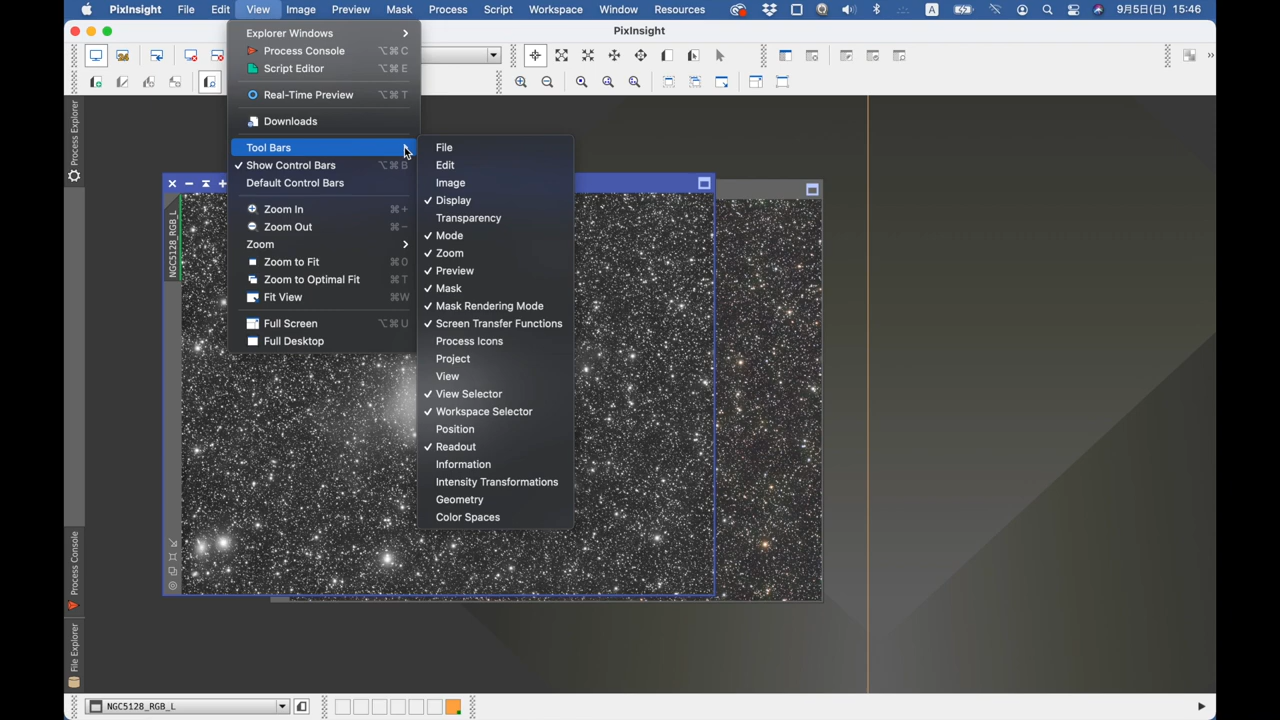 PixInsight File Edit View Image Preview Mask Process Script Workspace Window Resources A 9月5日(日) 15:46
PixInsight
Explorer Windows
Process Console ⌥⌘C
Script Editor ⌥⌘E
Real-Time Preview ⌥⌘T
Downloads
Tool Bars
✓ Show Control Bars ⌥⌘B
Default Control Bars
Zoom In ⌘+
Zoom Out ⌘−
Zoom
Zoom to Fit ⌘0
Zoom to Optimal Fit ⌘T
Fit View ⌘W
Full Screen ⌥⌘U
Full Desktop
File
Edit
Image
✓ Display
Transparency
✓ Mode
✓ Zoom
✓ Preview
✓ Mask
✓ Mask Rendering Mode
✓ Screen Transfer Functions
Process Icons
Project
View
✓ View Selector
✓ Workspace Selector
Position
✓ Readout
Information
Intensity Transformations
Geometry
Color Spaces
Process Explorer
Process Console
File Explorer
NGC5128_RGB_L
NGC5128_RGB_L